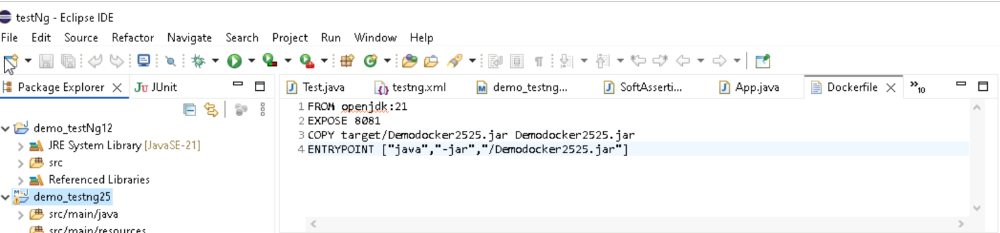 testNg - Eclipse IDE
File Edit Source Refactor Navigate Search Project Run Window Help
Package Explorer JUnit
Test.java testng.xml demo_testng... SoftAsserti... App.java Dockerfile »10
demo_testNg12
JRE System Library [JavaSE-21]
src
Referenced Libraries
demo_testng25
src/main/java
src/main/resources
1 FROM openjdk:21
2 EXPOSE 8081
3 COPY target/Demodocker2525.jar Demodocker2525.jar
4 ENTRYPOINT ["java","-jar","/Demodocker2525.jar"]